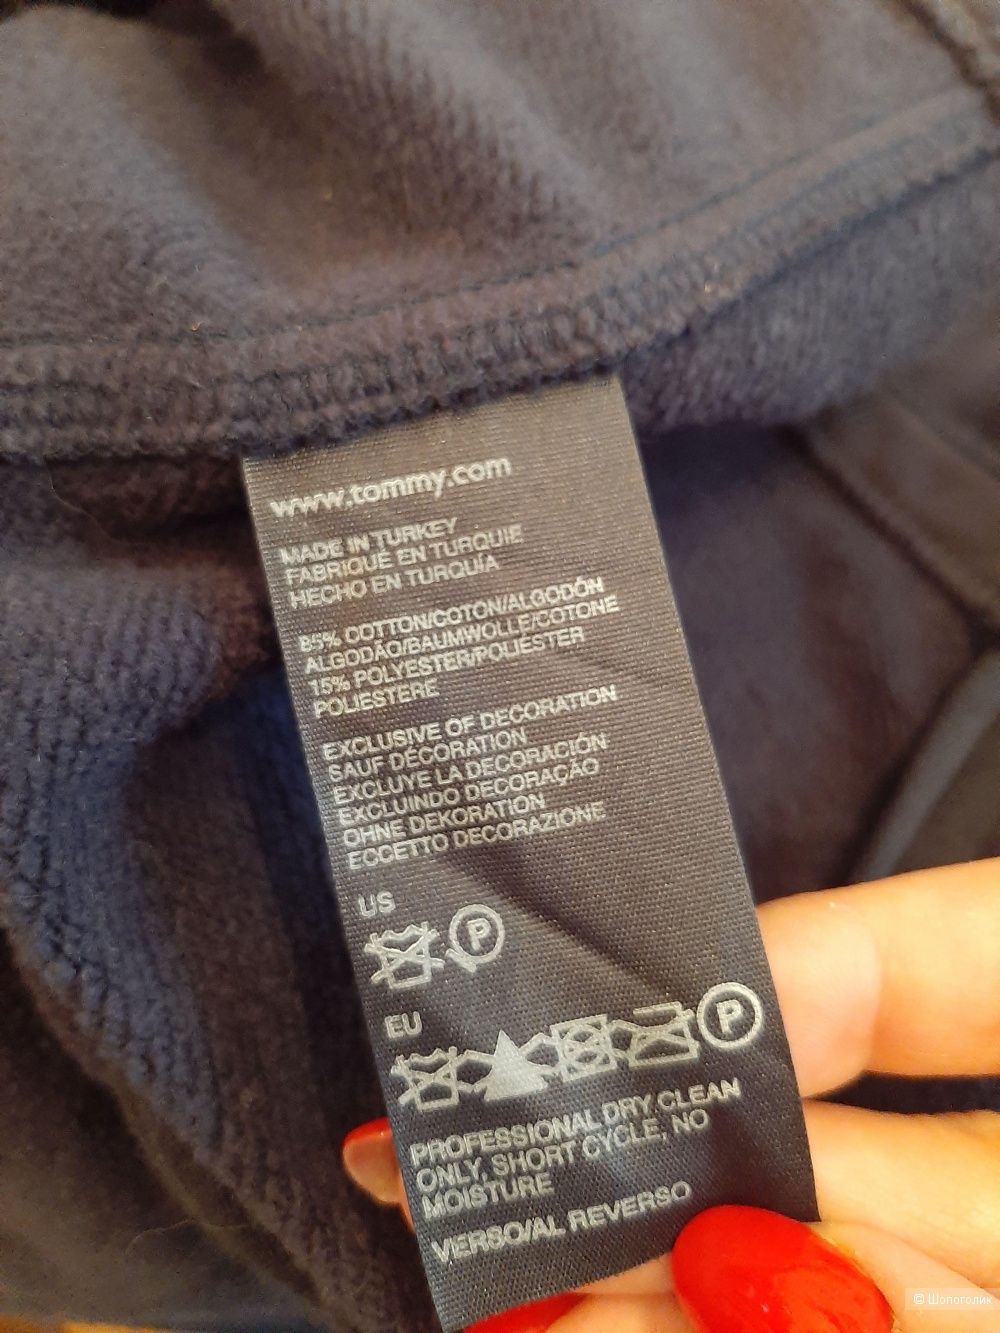 www.tommy.com
MADE IN TURKEY
FABRIQUÉ EN TURQUIE
HECHO EN TURQUÍA
85% COTTON/COTON/ALGODÓN
ALGODÃO/BAUMWOLLE/COTONE
15% POLYESTER/POLIÉSTER
POLIESTERE
EXCLUSIVE OF DECORATION
SAUF DÉCORATION
EXCLUYE LA DECORACIÓN
EXCLUINDO DECORAÇÃO
OHNE DEKORATION
ECCETTO DECORAZIONE
US
P
EU
P
PROFESSIONAL DRY CLEAN
ONLY, SHORT CYCLE, NO
MOISTURE
VERSO/AL REVERSO
© Шопоголик